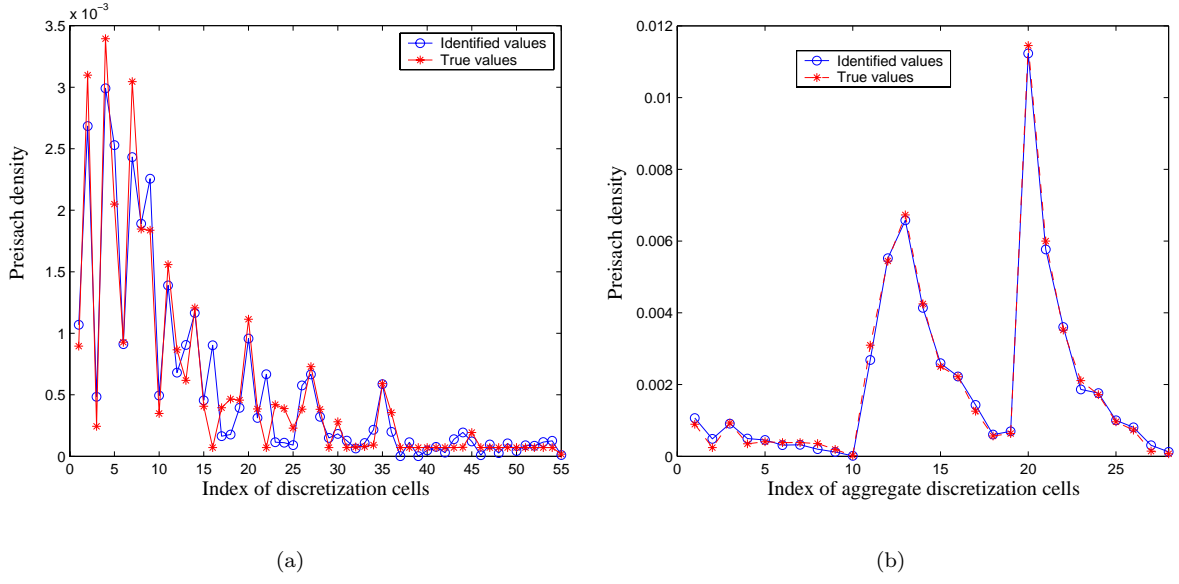 x 10⁻³
3.5
3
2.5
2
1.5
1
0.5
0
0 5 10 15 20 25 30 35 40 45 50 55
Preisach density
Index of discretization cells
Identified values
True values
(a)
0.012
0.01
0.008
0.006
0.004
0.002
0
0 5 10 15 20 25
Preisach density
Index of aggregate discretization cells
Identified values
True values
(b)